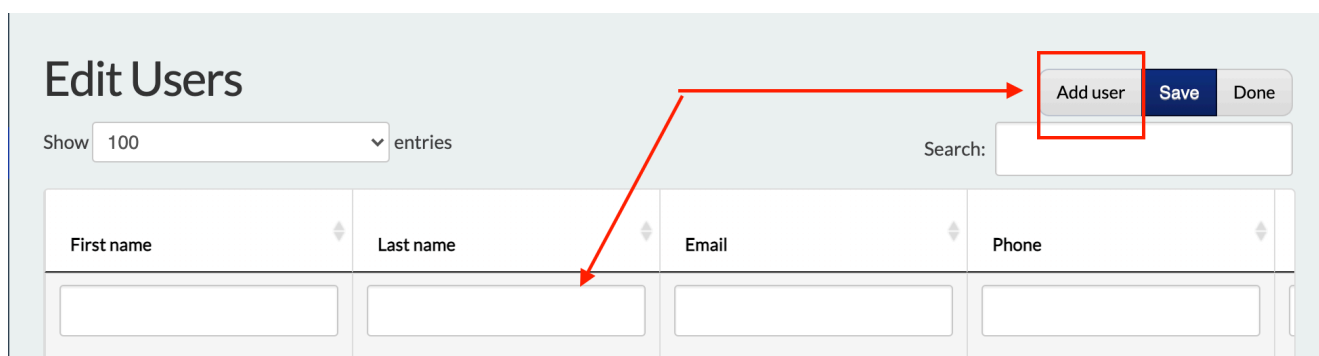 Edit Users
Add user Save Done
Show 100 entries
Search:
First name Last name Email Phone